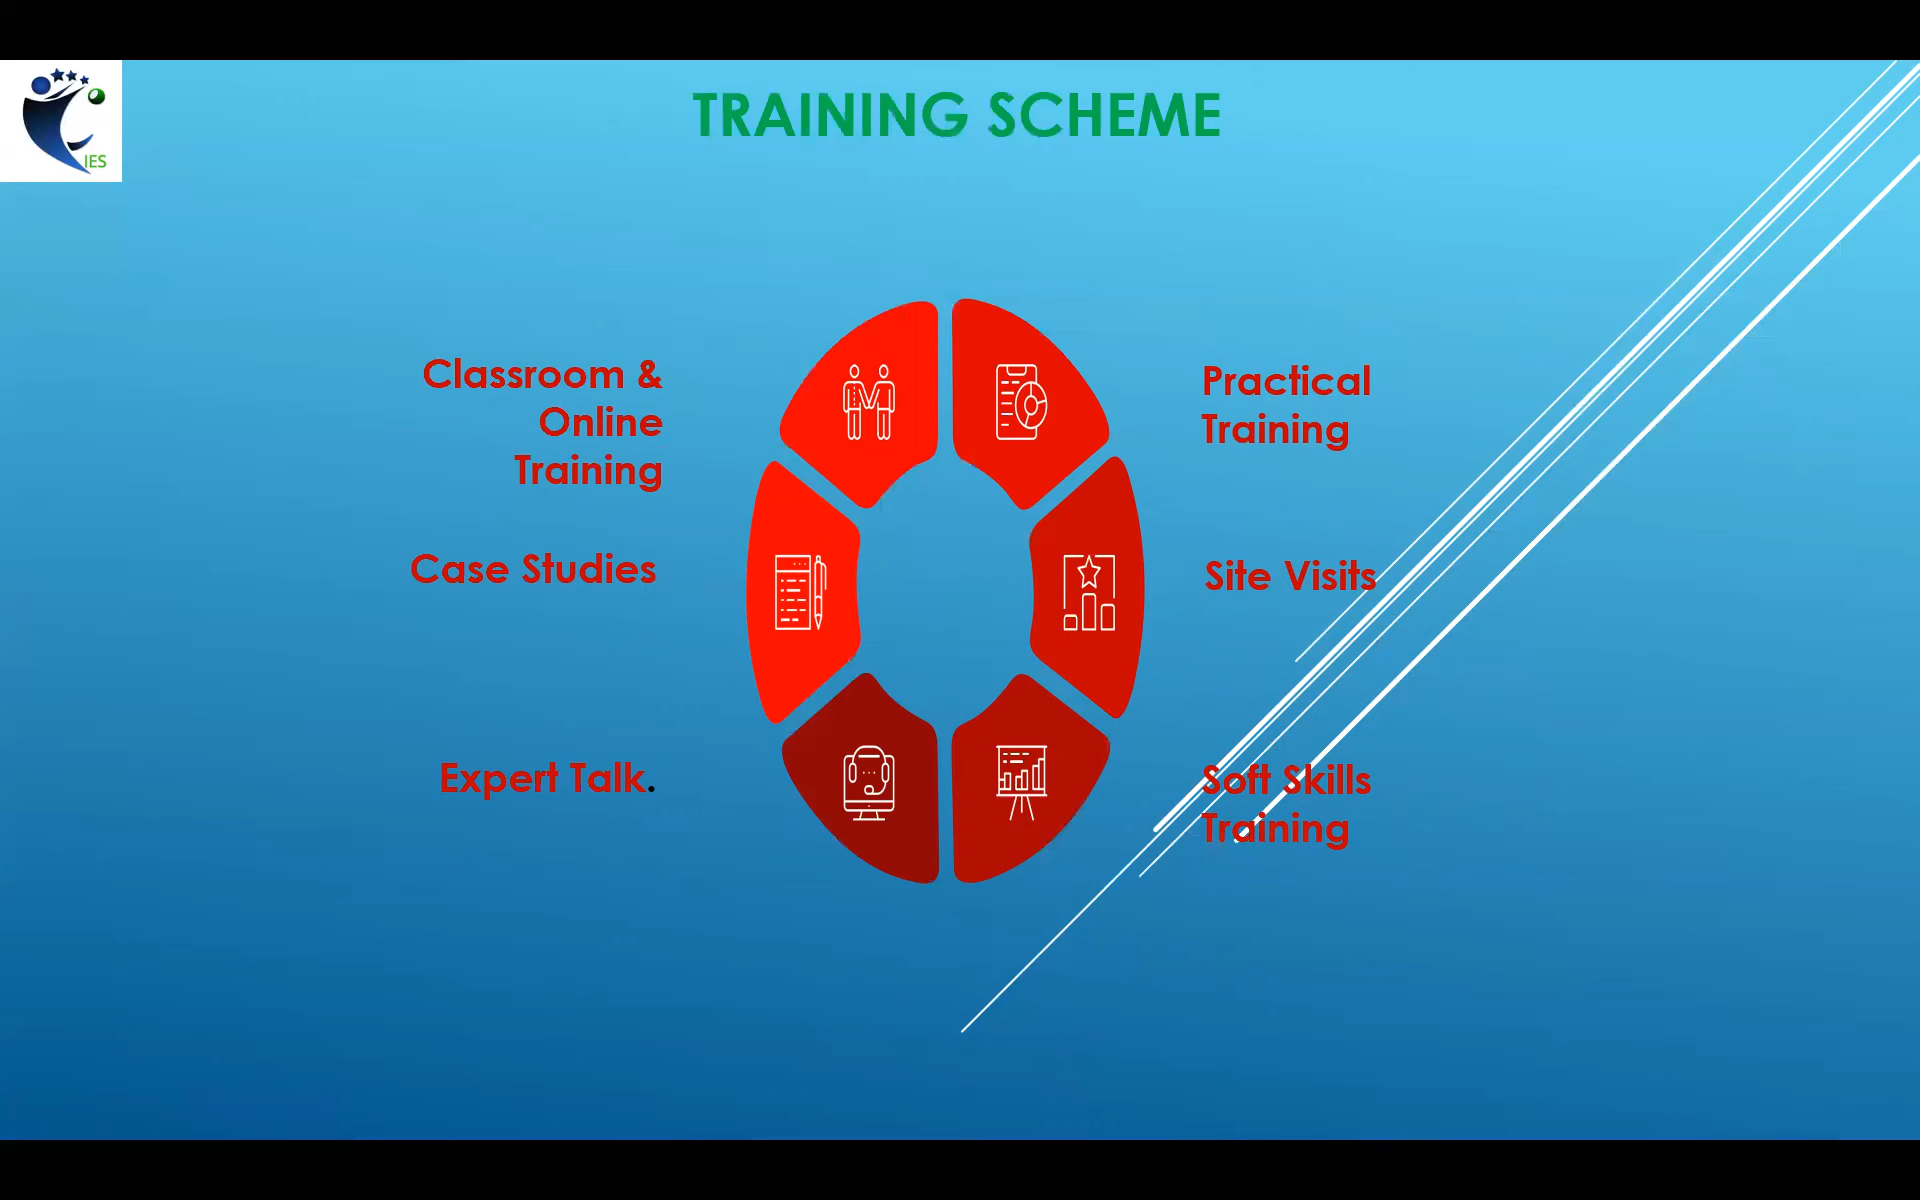 IES
TRAINING SCHEME
Classroom &
Online
Training
Practical
Training
Case Studies
Site Visits
Expert Talk.
Soft Skills
Training